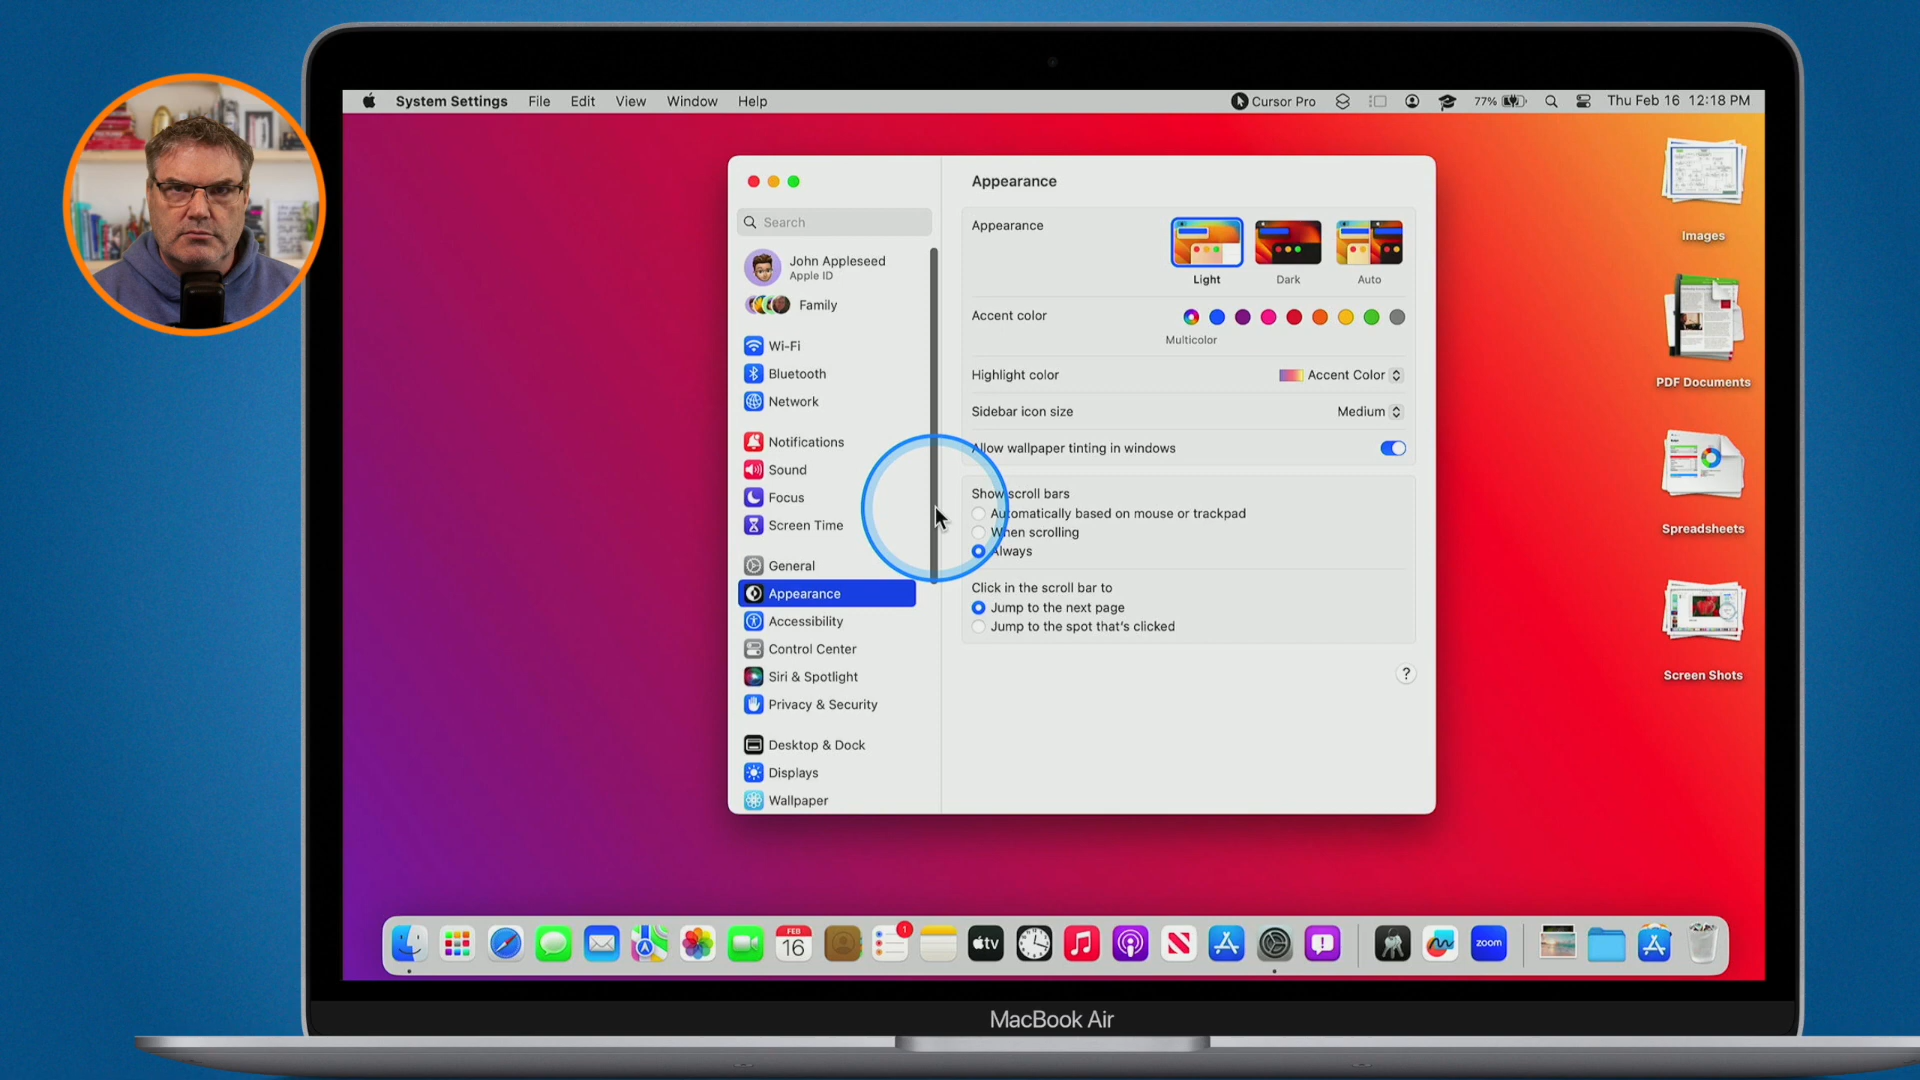 System Settings File Edit View Window Help
Cursor Pro 77% Thu Feb 16 12:18 PM
Search
John Appleseed
Apple ID
Family
Wi-Fi
Bluetooth
Network
Notifications
Sound
Focus
Screen Time
General
Appearance
Accessibility
Control Center
Siri & Spotlight
Privacy & Security
Desktop & Dock
Displays
Wallpaper
Appearance
Appearance
Light Dark Auto
Accent color
Multicolor
Highlight color Accent Color
Sidebar icon size Medium
Allow wallpaper tinting in windows
Show scroll bars
Automatically based on mouse or trackpad
When scrolling
Always
Click in the scroll bar to
Jump to the next page
Jump to the spot that's clicked
?
Images
PDF Documents
Spreadsheets
Screen Shots
FEB
16
1
tv
zoom
MacBook Air